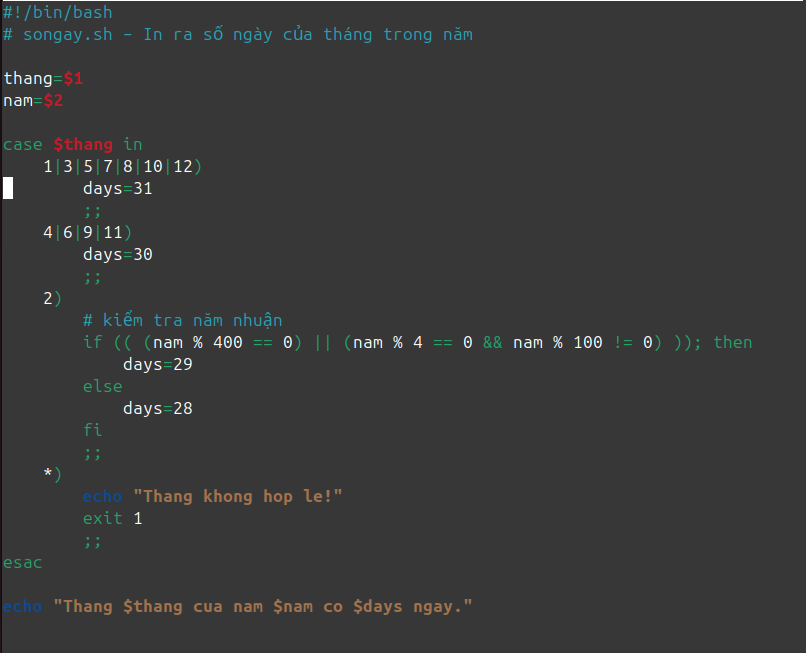 #!/bin/bash
# songay.sh – In ra số ngày của tháng trong năm
thang=$1
nam=$2
case $thang in
    1|3|5|7|8|10|12)
        days=31
        ;;
    4|6|9|11)
        days=30
        ;;
    2)
        # kiểm tra năm nhuận
        if (( (nam % 400 == 0) || (nam % 4 == 0 && nam % 100 != 0) )); then
            days=29
        else
            days=28
        fi
        ;;
    *)
        echo "Thang khong hop le!"
        exit 1
        ;;
esac
echo "Thang $thang cua nam $nam co $days ngay."